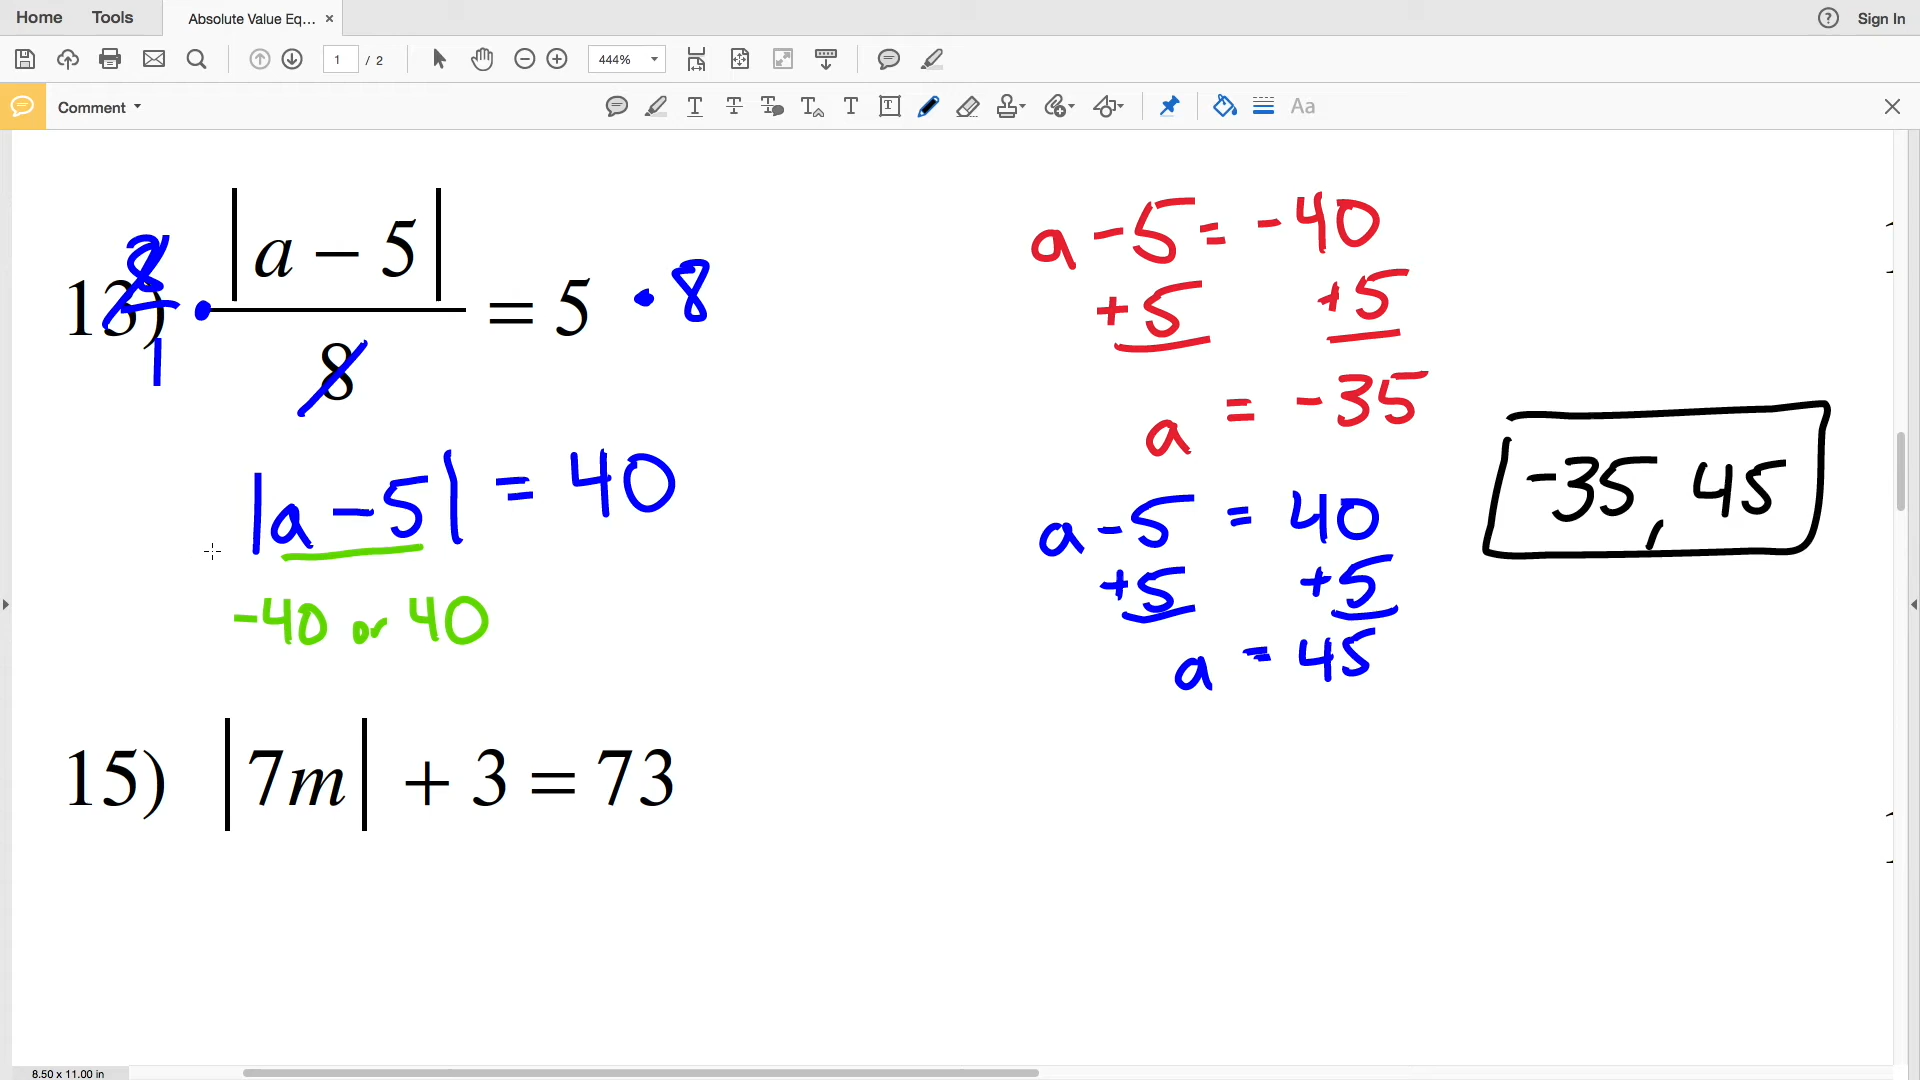 Home Tools Absolute Value Eq... × ? Sign In
1 / 2 444%
Comment T T T T T T Aa ×
13) 8/1 · |a − 5|/8 = 5 · 8
|a − 5| = 40
-40 or 40
a - 5 = -40
+5 +5
a = -35
a - 5 = 40
+5 +5
a = 45
-35, 45
15) |7m| + 3 = 73
8.50 x 11.00 in